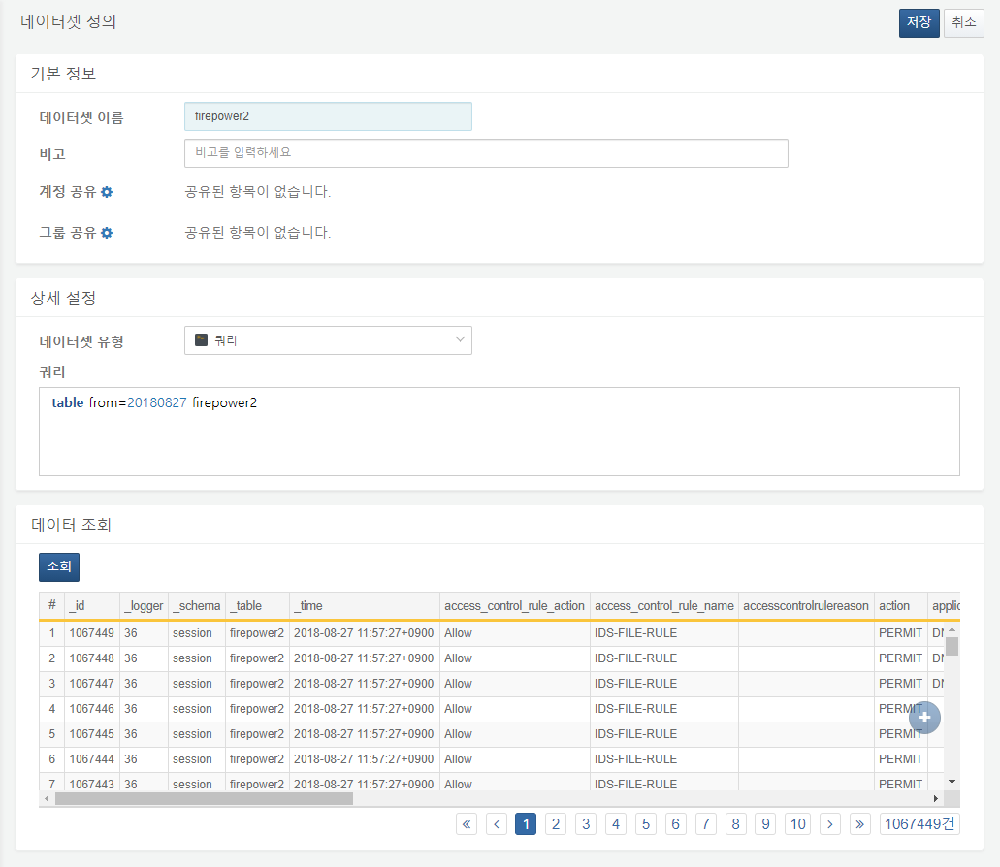 데이터셋 정의
저장 취소
기본 정보
데이터셋 이름 firepower2
비고 비고를 입력하세요
계정 공유 공유된 항목이 없습니다.
그룹 공유 공유된 항목이 없습니다.
상세 설정
데이터셋 유형 쿼리
쿼리
table from=20180827 firepower2
데이터 조회
조회
# _id _logger _schema _table _time access_control_rule_action access_control_rule_name accesscontrolrulereason action applic
1 1067449 36 session firepower2 2018-08-27 11:57:27+0900 Allow IDS-FILE-RULE PERMIT
2 1067448 36 session firepower2 2018-08-27 11:57:27+0900 Allow IDS-FILE-RULE PERMIT
3 1067447 36 session firepower2 2018-08-27 11:57:27+0900 Allow IDS-FILE-RULE PERMIT
4 1067446 36 session firepower2 2018-08-27 11:57:27+0900 Allow IDS-FILE-RULE PERMIT
5 1067445 36 session firepower2 2018-08-27 11:57:27+0900 Allow IDS-FILE-RULE PERMIT
6 1067444 36 session firepower2 2018-08-27 11:57:27+0900 Allow IDS-FILE-RULE PERMIT
7 1067443 36 session firepower2 2018-08-27 11:57:27+0900 Allow IDS-FILE-RULE PERMIT
« < 1 2 3 4 5 6 7 8 9 10 > » 1067449건